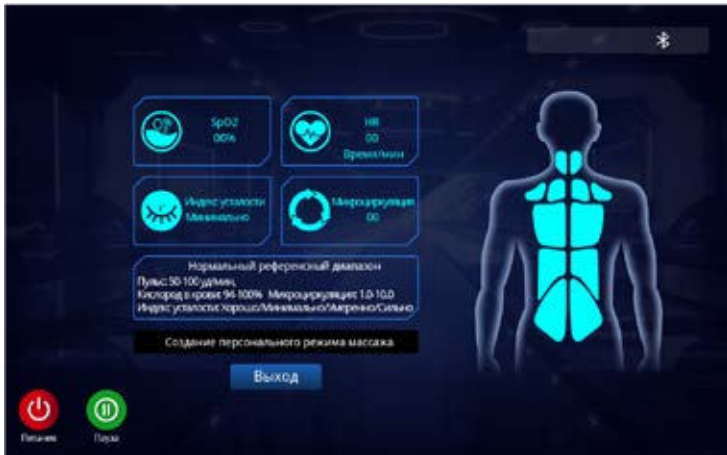 SpO2
00%
HR
00
Время/мин
Индекс усталости
Минимально
Микроциркуляция
00
Нормальный референсный диапазон
Пульс: 50-100 уд/мин,
Кислород в крови: 94-100% Микроциркуляция: 1.0-10.0
Индекс усталости: Хорошо/Минимально/Умеренно/Сильно
Создание персонального режима массажа
Выход
Питание
Пауза